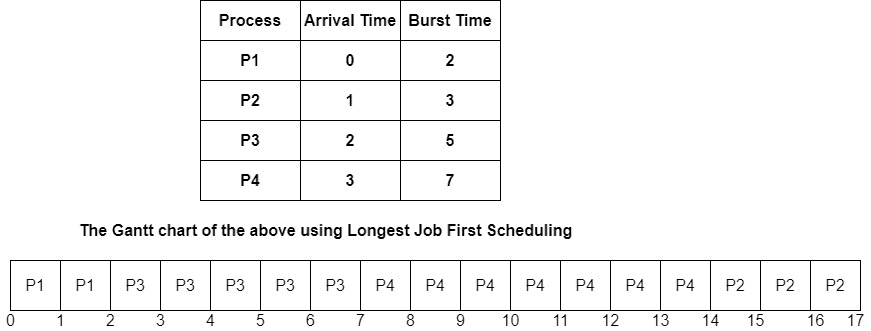 Process Arrival Time Burst Time
P1 0 2
P2 1 3
P3 2 5
P4 3 7
The Gantt chart of the above using Longest Job First Scheduling
P1 P1 P3 P3 P3 P3 P3 P4 P4 P4 P4 P4 P4 P4 P2 P2 P2
0 1 2 3 4 5 6 7 8 9 10 11 12 13 14 15 16 17